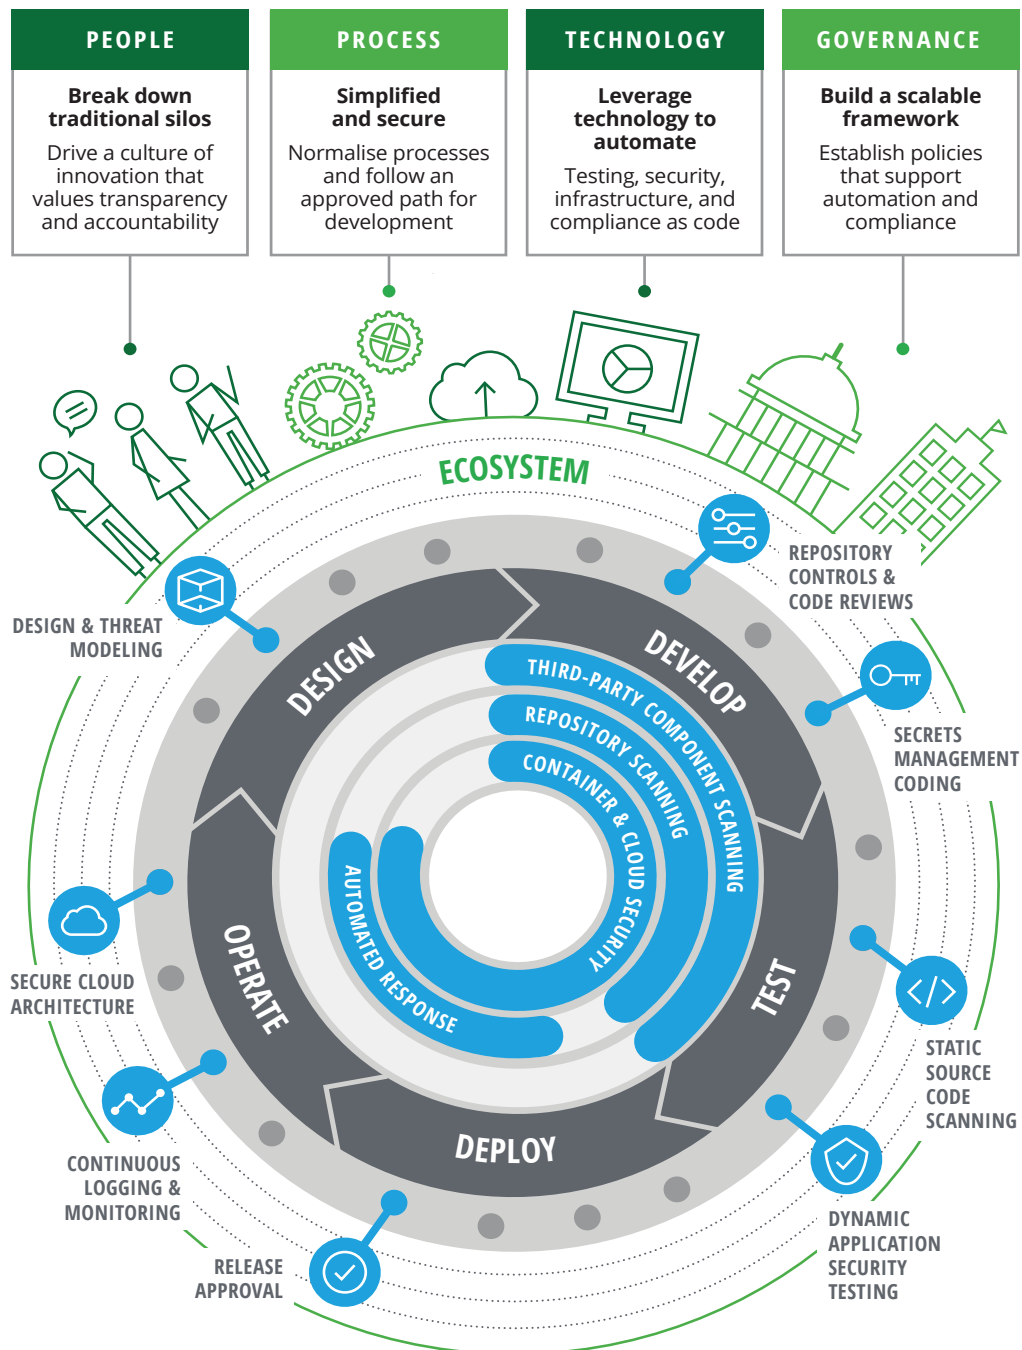 PEOPLE
Break down
traditional silos
Drive a culture of
innovation that
values transparency
and accountability
PROCESS
Simplified
and secure
Normalise processes
and follow an
approved path for
development
TECHNOLOGY
Leverage
technology to
automate
Testing, security,
infrastructure, and
compliance as code
GOVERNANCE
Build a scalable
framework
Establish policies
that support
automation and
compliance
ECOSYSTEM
DESIGN & THREAT
MODELING
REPOSITORY
CONTROLS &
CODE REVIEWS
SECRETS
MANAGEMENT
CODING
STATIC
SOURCE
CODE
SCANNING
DYNAMIC
APPLICATION
SECURITY
TESTING
RELEASE
APPROVAL
CONTINUOUS
LOGGING &
MONITORING
SECURE CLOUD
ARCHITECTURE
DESIGN
DEVELOP
TEST
DEPLOY
OPERATE
THIRD-PARTY COMPONENT SCANNING
REPOSITORY SCANNING
CONTAINER & CLOUD SECURITY
AUTOMATED RESPONSE